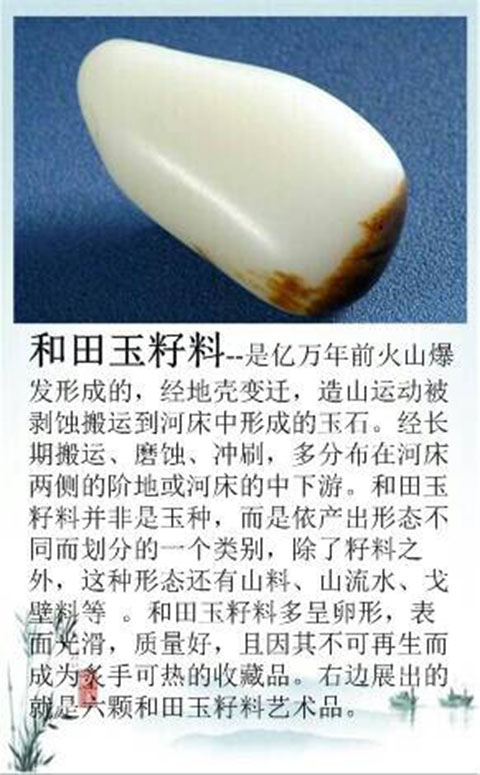 和田玉籽料--是亿万年前火山爆
发形成的，经地壳变迁，造山运动被
剥蚀搬运到河床中形成的玉石。经长
期搬运、磨蚀、冲刷，多分布在河床
两侧的阶地或河床的中下游。和田玉
籽料并非是玉种，而是依产出形态不
同而划分的一个类别，除了籽料之
外，这种形态还有山料、山流水、戈
壁料等 。和田玉籽料多呈卵形，表
面光滑，质量好，且因其不可再生而
成为炙手可热的收藏品。右边展出的
就是六颗和田玉籽料艺术品。